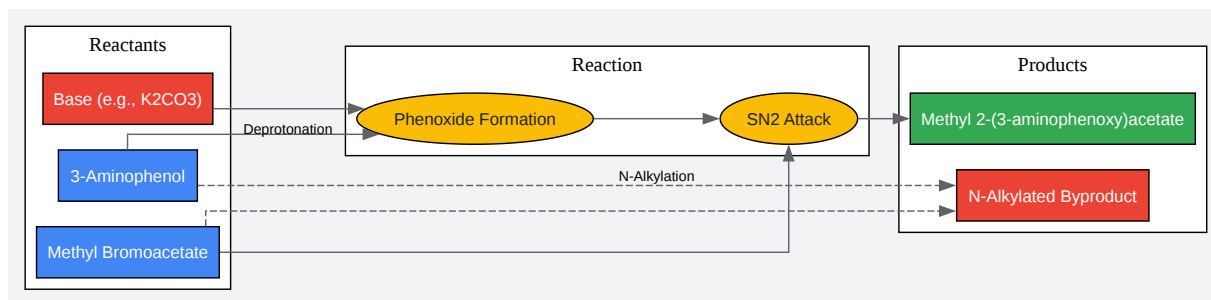 Reactants
Reaction
Products
Base (e.g., K2CO3)
Phenoxide Formation
SN2 Attack
Methyl 2-(3-aminophenoxy)acetate
Deprotonation
3-Aminophenol
N-Alkylation
N-Alkylated Byproduct
Methyl Bromoacetate